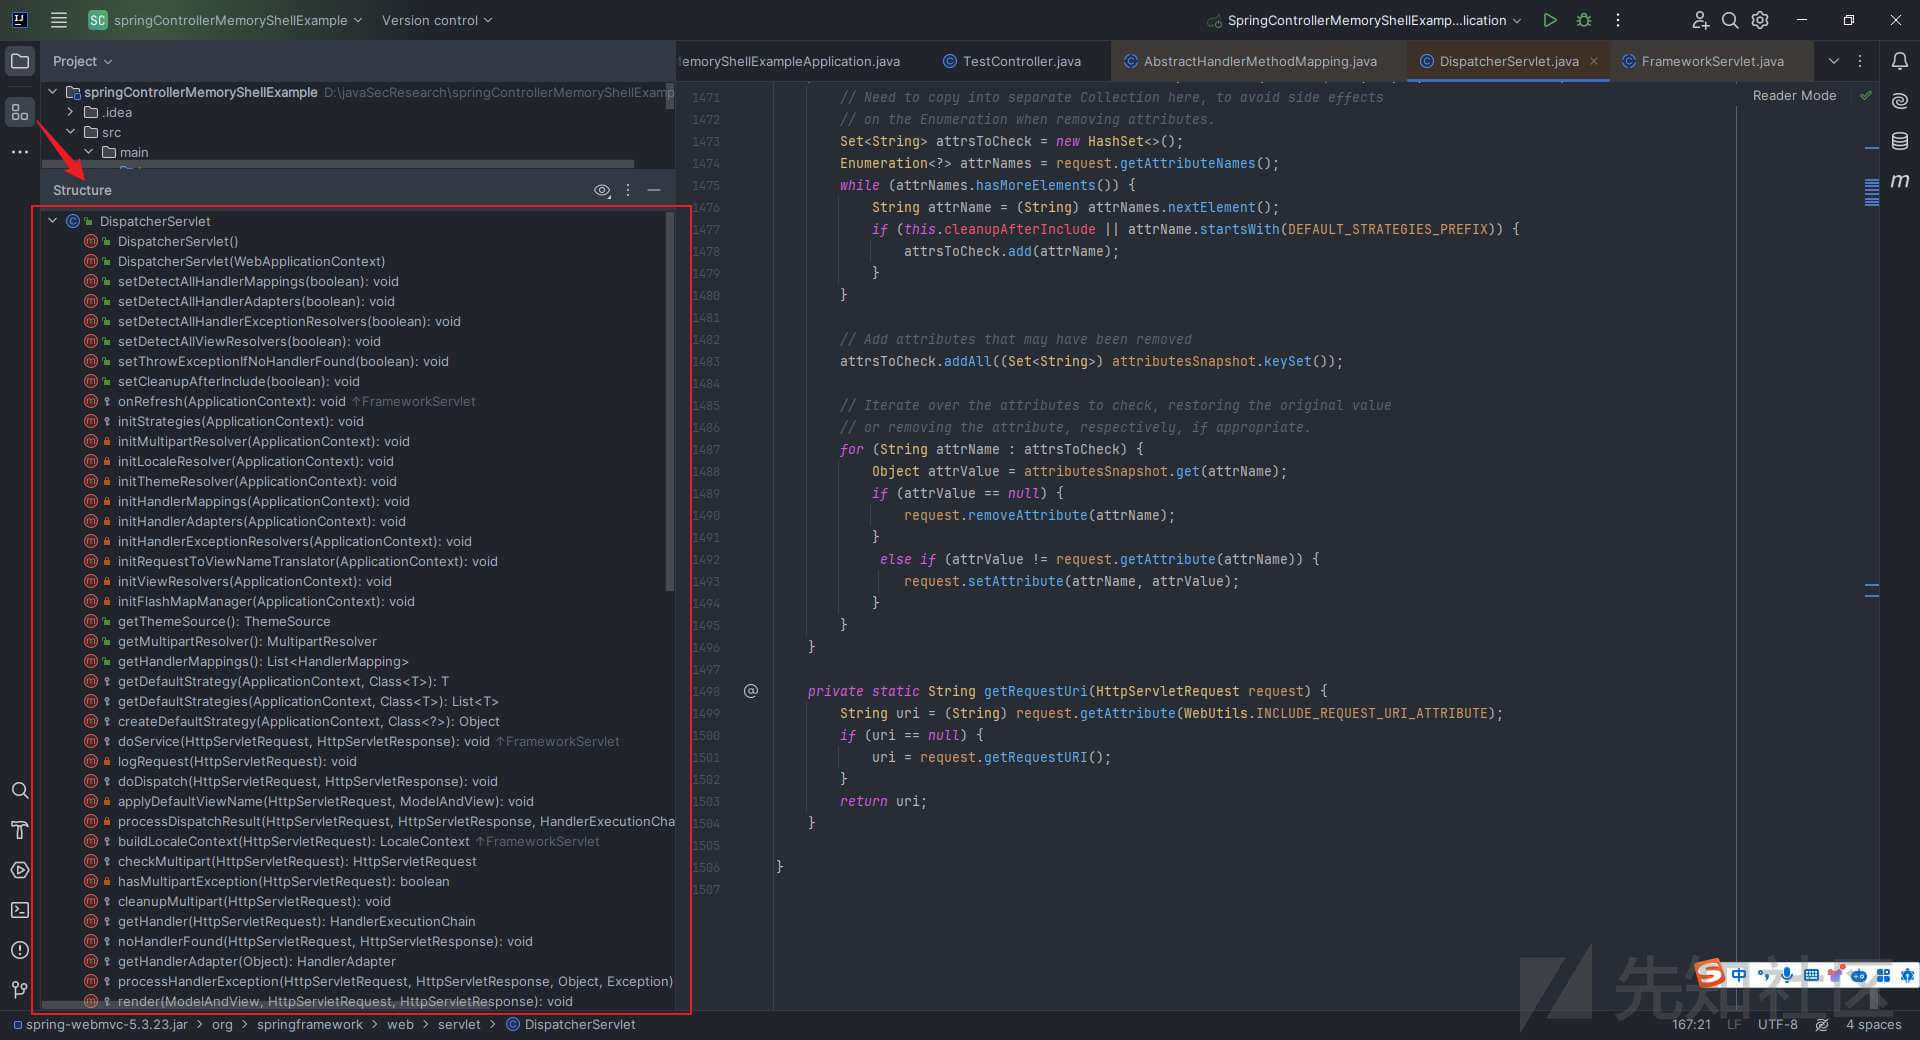 SC springControllerMemoryShellExample Version control SpringControllerMemoryShellExamp...lication
Project
springControllerMemoryShellExample D:\javaSecResearch\springControllerMemoryShellExamp
.idea
src
main
Structure
DispatcherServlet
DispatcherServlet()
DispatcherServlet(WebApplicationContext)
setDetectAllHandlerMappings(boolean): void
setDetectAllHandlerAdapters(boolean): void
setDetectAllHandlerExceptionResolvers(boolean): void
setDetectAllViewResolvers(boolean): void
setThrowExceptionIfNoHandlerFound(boolean): void
setCleanupAfterInclude(boolean): void
onRefresh(ApplicationContext): void ↑FrameworkServlet
initStrategies(ApplicationContext): void
initMultipartResolver(ApplicationContext): void
initLocaleResolver(ApplicationContext): void
initThemeResolver(ApplicationContext): void
initHandlerMappings(ApplicationContext): void
initHandlerAdapters(ApplicationContext): void
initHandlerExceptionResolvers(ApplicationContext): void
initRequestToViewNameTranslator(ApplicationContext): void
initViewResolvers(ApplicationContext): void
initFlashMapManager(ApplicationContext): void
getThemeSource(): ThemeSource
getMultipartResolver(): MultipartResolver
getHandlerMappings(): List<HandlerMapping>
getDefaultStrategy(ApplicationContext, Class<T>): T
getDefaultStrategies(ApplicationContext, Class<T>): List<T>
createDefaultStrategy(ApplicationContext, Class<?>): Object
doService(HttpServletRequest, HttpServletResponse): void ↑FrameworkServlet
logRequest(HttpServletRequest): void
doDispatch(HttpServletRequest, HttpServletResponse): void
applyDefaultViewName(HttpServletRequest, ModelAndView): void
processDispatchResult(HttpServletRequest, HttpServletResponse, HandlerExecutionCha
buildLocaleContext(HttpServletRequest): LocaleContext ↑FrameworkServlet
checkMultipart(HttpServletRequest): HttpServletRequest
hasMultipartException(HttpServletRequest): boolean
cleanupMultipart(HttpServletRequest): void
getHandler(HttpServletRequest): HandlerExecutionChain
noHandlerFound(HttpServletRequest, HttpServletResponse): void
getHandlerAdapter(Object): HandlerAdapter
processHandlerException(HttpServletRequest, HttpServletResponse, Object, Exception)
render(ModelAndView, HttpServletRequest, HttpServletResponse): void
emoryShellExampleApplication.java TestController.java AbstractHandlerMethodMapping.java DispatcherServlet.java FrameworkServlet.java
Reader Mode
1471 // Need to copy into separate Collection here, to avoid side effects
1472 // on the Enumeration when removing attributes.
1473 Set<String> attrsToCheck = new HashSet<>();
1474 Enumeration<?> attrNames = request.getAttributeNames();
1475 while (attrNames.hasMoreElements()) {
1476 String attrName = (String) attrNames.nextElement();
1477 if (this.cleanupAfterInclude || attrName.startsWith(DEFAULT_STRATEGIES_PREFIX)) {
1478 attrsToCheck.add(attrName);
1479 }
1480 }
1481
1482 // Add attributes that may have been removed
1483 attrsToCheck.addAll((Set<String>) attributesSnapshot.keySet());
1484
1485 // Iterate over the attributes to check, restoring the original value
1486 // or removing the attribute, respectively, if appropriate.
1487 for (String attrName : attrsToCheck) {
1488 Object attrValue = attributesSnapshot.get(attrName);
1489 if (attrValue == null) {
1490 request.removeAttribute(attrName);
1491 }
1492 else if (attrValue != request.getAttribute(attrName)) {
1493 request.setAttribute(attrName, attrValue);
1494 }
1495 }
1496 }
1497
1498 @ private static String getRequestUri(HttpServletRequest request) {
1499 String uri = (String) request.getAttribute(WebUtils.INCLUDE_REQUEST_URI_ATTRIBUTE);
1500 if (uri == null) {
1501 uri = request.getRequestURI();
1502 }
1503 return uri;
1504 }
1505
1506 }
1507
中
先知社区
spring-webmvc-5.3.23.jar > org > springframework > web > servlet > DispatcherServlet 167:21 LF UTF-8 4 spaces